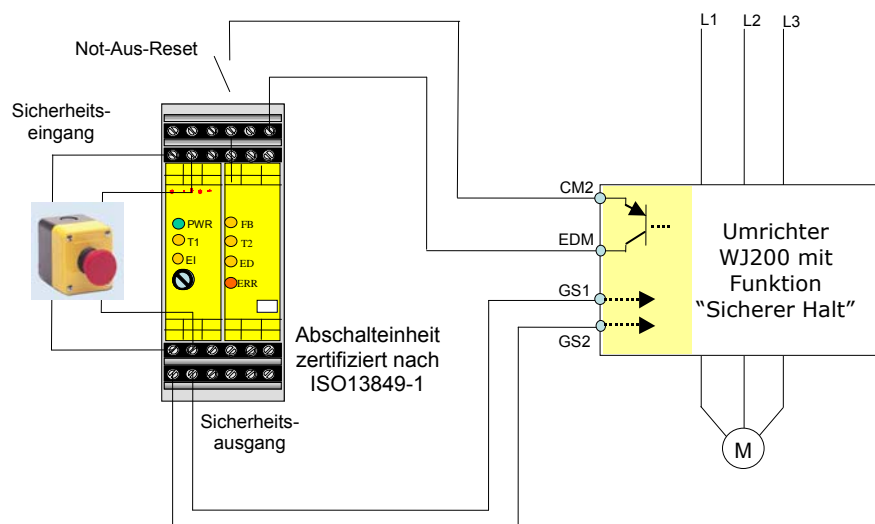 L1 L2 L3
Not-Aus-Reset
Sicherheits-
eingang
CM2
EDM
GS1
GS2
Umrichter
WJ200 mit
Funktion
“Sicherer Halt”
PWR FB
T1 T2
EI ED
ERR
Abschalteinheit
zertifiziert nach
ISO13849-1
Sicherheits-
ausgang
M